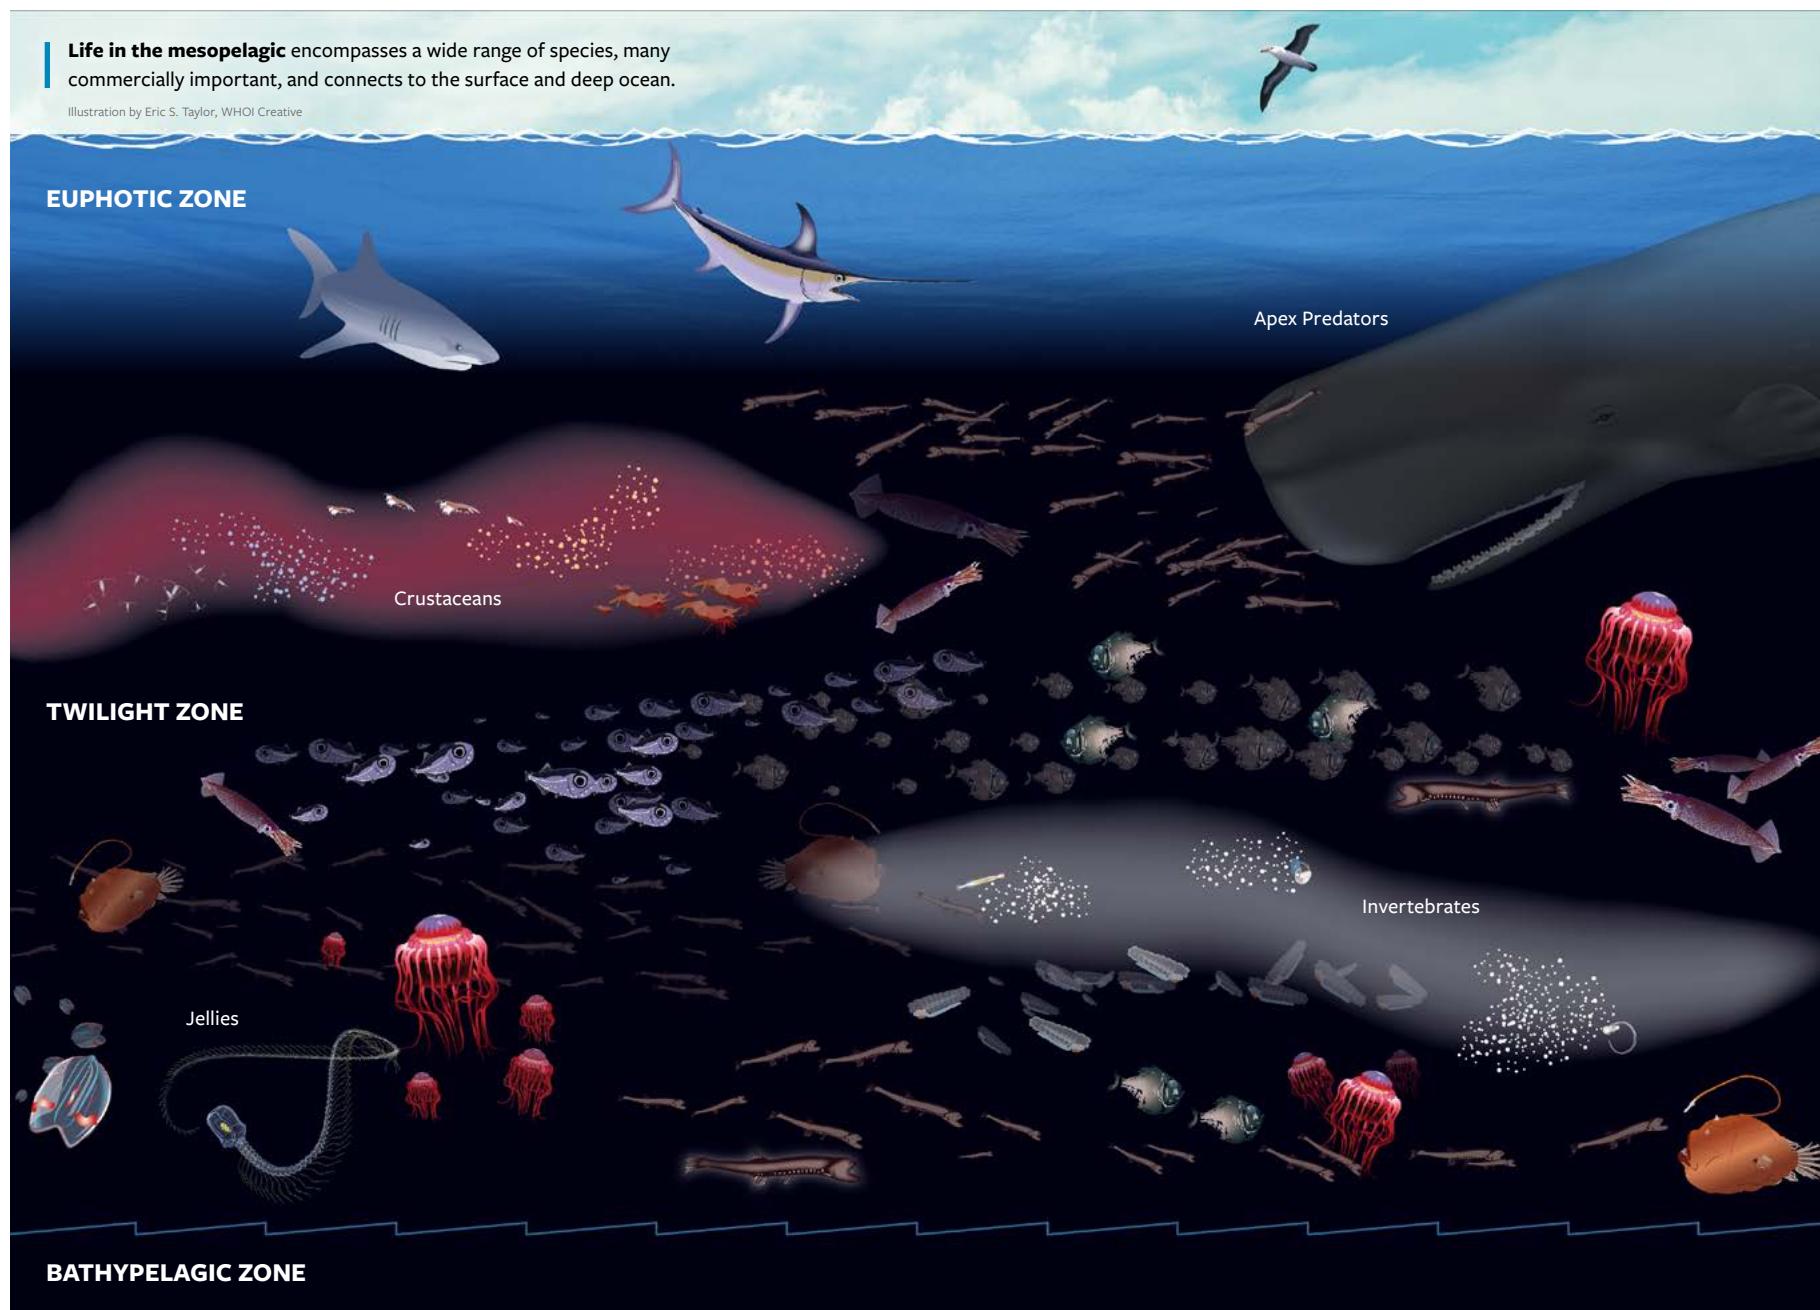 Life in the mesopelagic encompasses a wide range of species, many
commercially important, and connects to the surface and deep ocean.
Illustration by Eric S. Taylor, WHOI Creative
EUPHOTIC ZONE
Apex Predators
Crustaceans
TWILIGHT ZONE
Invertebrates
Jellies
BATHYPELAGIC ZONE